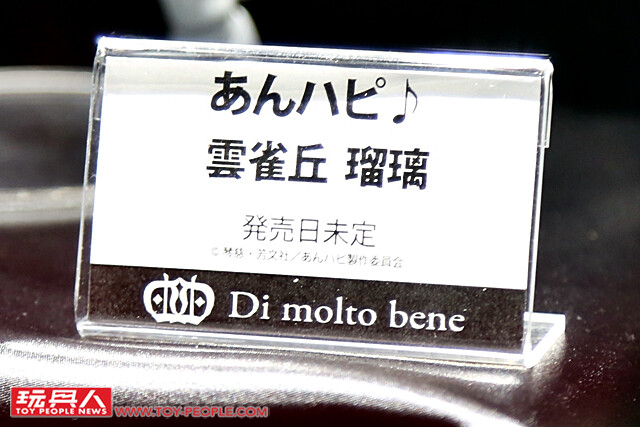 あんハピ♪
雲雀丘 瑠璃
発売日未定
© 琴慈・芳文社／あんハピ製作委員会
Di molto bene
玩具人
TOY PEOPLE NEWS
WWW.TOY-PEOPLE.COM